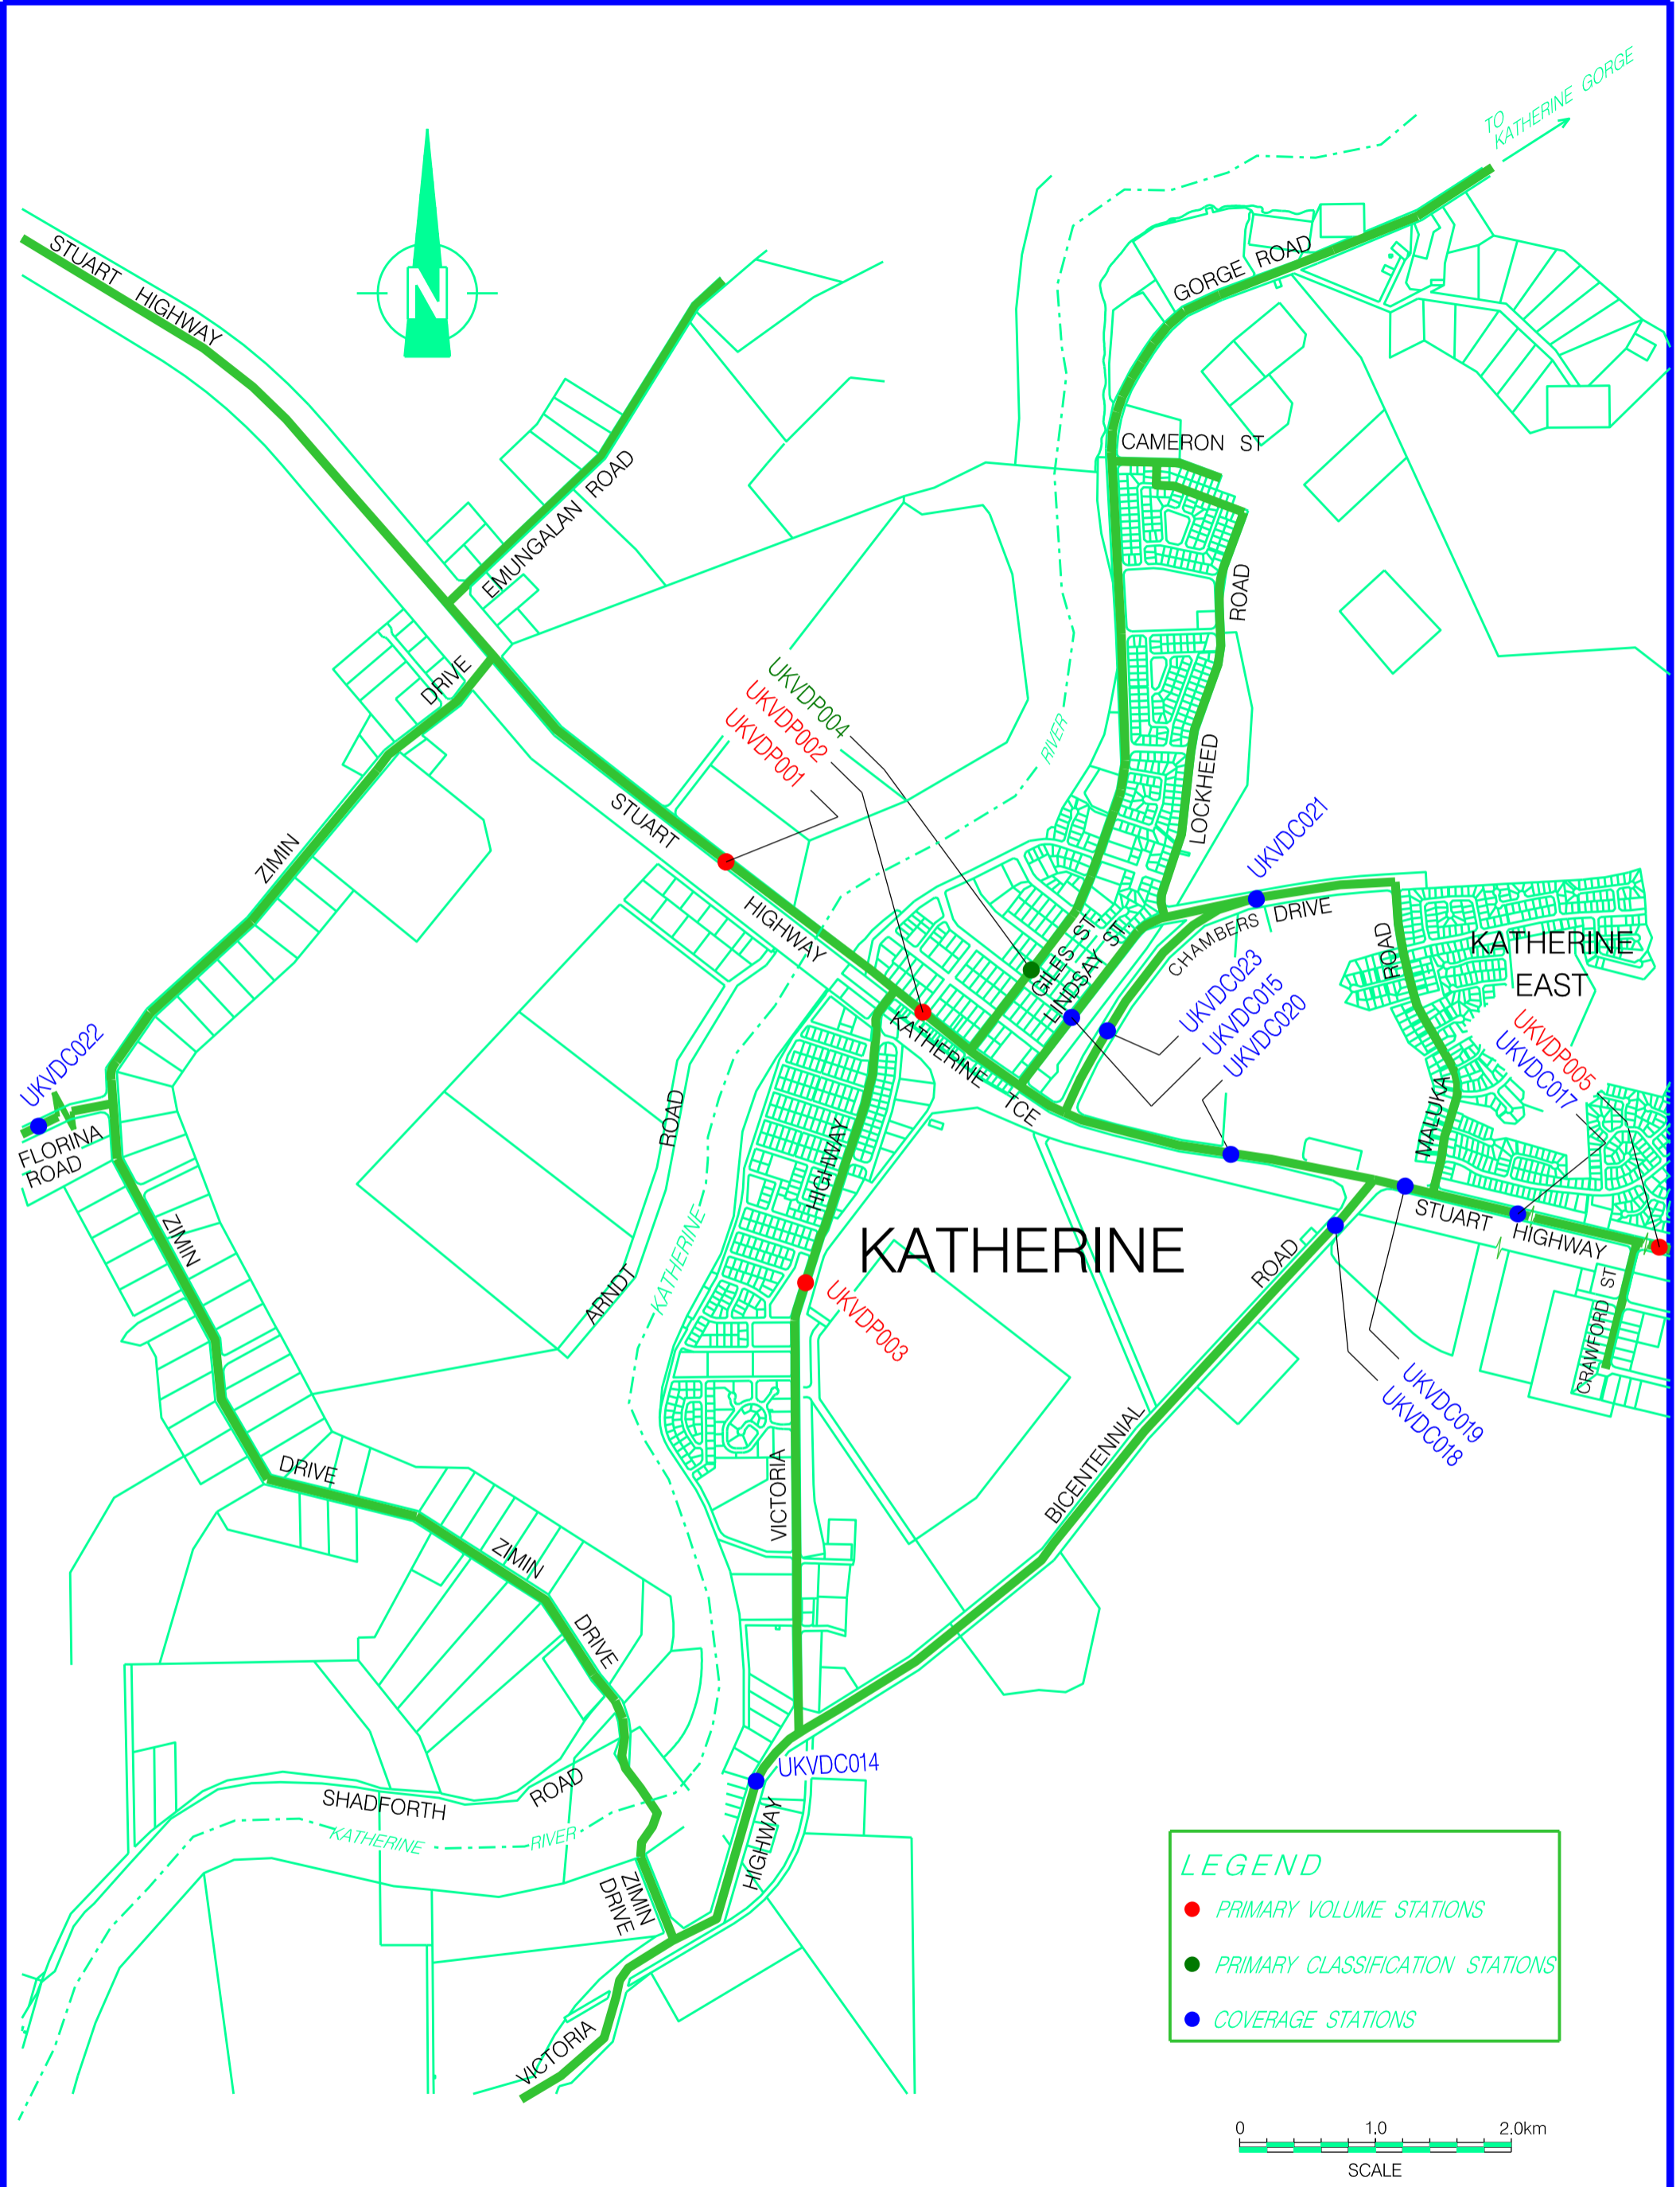 TO
KATHERINE GORGE
STUART HIGHWAY
N
GORGE ROAD
CAMERON ST
EMUNGALAN ROAD
ROAD
DRIVE
UKVDP004
UKVDP002
UKVDP001
RIVER
LOCKHEED
STUART
ZIMIN
UKVDC021
HIGHWAY
GILES ST.
LINDSAY ST.
CHAMBERS DRIVE
ROAD
KATHERINE
EAST
UKVDC023
UKVDC015
UKVDC020
KATHERINE TCE
UKVDP005
UKVDC017
UKVDC022
FLORINA
ROAD
ROAD
MALUKA
HIGHWAY
ZIMIN
KATHERINE
KATHERINE
STUART HIGHWAY
ROAD
ARNDT
CRAWFORD ST
UKVDP003
UKVDC019
UKVDC018
DRIVE
VICTORIA
BICENTENNIAL
ZIMIN
DRIVE
UKVDC014
SHADFORTH ROAD
KATHERINE RIVER
HIGHWAY
ZIMIN
DRIVE
VICTORIA
LEGEND
PRIMARY VOLUME STATIONS
PRIMARY CLASSIFICATION STATIONS
COVERAGE STATIONS
0 1.0 2.0km
SCALE